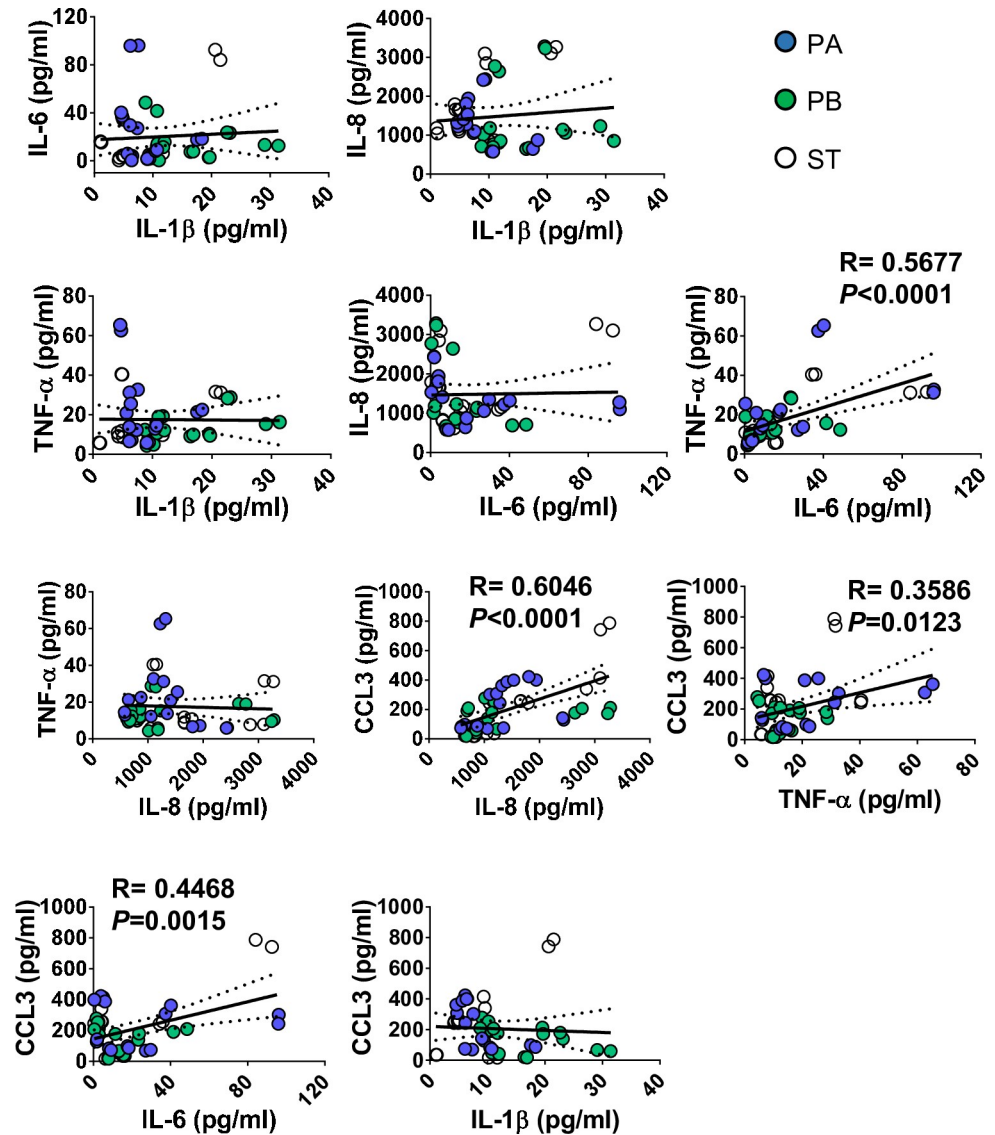 120
80
40
0
IL-6 (pg/ml)
0 10 20 30 40
IL-1β (pg/ml)
4000
3000
2000
1000
0
IL-8 (pg/ml)
0 10 20 30 40
IL-1β (pg/ml)
PA
PB
ST
80
60
40
20
0
TNF-α (pg/ml)
0 10 20 30 40
IL-1β (pg/ml)
4000
3000
2000
1000
0
IL-8 (pg/ml)
0 40 80 120
IL-6 (pg/ml)
R= 0.5677
P<0.0001
80
60
40
20
0
TNF-α (pg/ml)
0 40 80 120
IL-6 (pg/ml)
80
60
40
20
0
TNF-α (pg/ml)
0 1000 2000 3000 4000
IL-8 (pg/ml)
R= 0.6046
P<0.0001
1000
800
600
400
200
0
CCL3 (pg/ml)
0 1000 2000 3000 4000
IL-8 (pg/ml)
R= 0.3586
P=0.0123
1000
800
600
400
200
0
CCL3 (pg/ml)
0 20 40 60 80
TNF-α (pg/ml)
R= 0.4468
P=0.0015
1000
800
600
400
200
0
CCL3 (pg/ml)
0 40 80 120
IL-6 (pg/ml)
1000
800
600
400
200
0
CCL3 (pg/ml)
0 10 20 30 40
IL-1β (pg/ml)